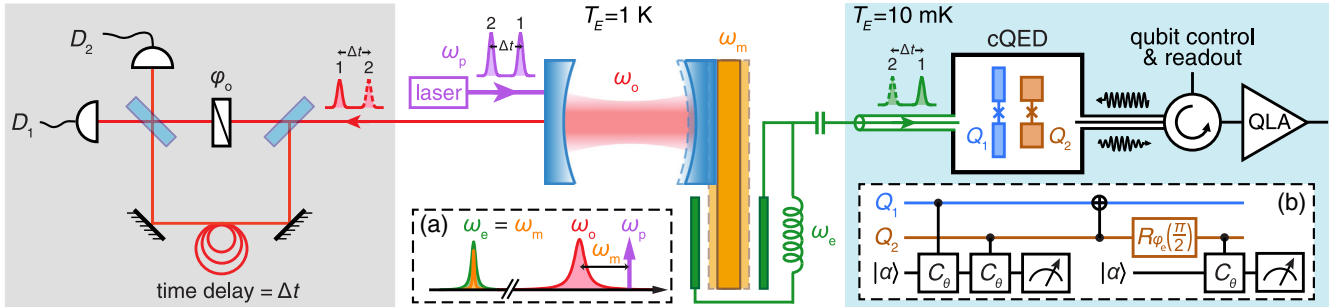 D₂
D₁
φₒ
Δt
1 2
time delay = Δt
ωₚ
laser
2 1
Δt
T_E=1 K
ωₒ
ωₘ
ωₑ
(a)
ωₑ = ωₘ
ωₒ
ωₘ
ωₚ
T_E=10 mK
Δt
2 1
cQED
Q₁
Q₂
qubit control
& readout
QLA
(b)
Q₁
Q₂
R_φₑ(π/2)
|α⟩ C_θ C_θ |α⟩ C_θ